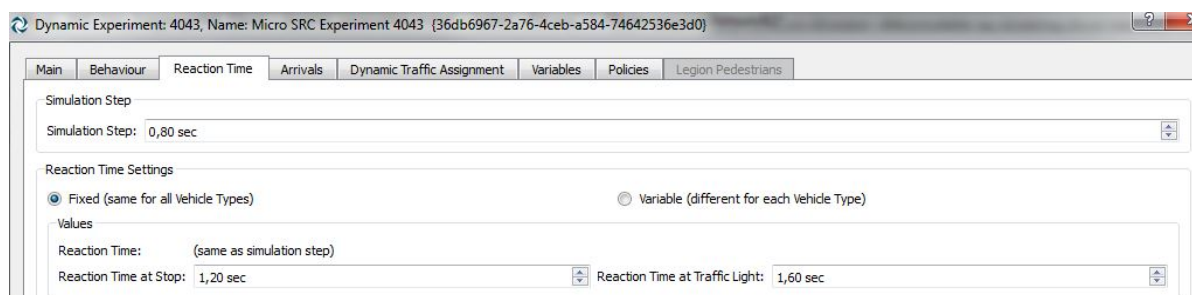 Dynamic Experiment: 4043, Name: Micro SRC Experiment 4043 {36db6967-2a76-4ceb-a584-74642536e3d0}
Main Behaviour Reaction Time Arrivals Dynamic Traffic Assignment Variables Policies Legion Pedestrians
Simulation Step
Simulation Step: 0,80 sec
Reaction Time Settings
Fixed (same for all Vehicle Types) Variable (different for each Vehicle Type)
Values
Reaction Time: (same as simulation step)
Reaction Time at Stop: 1,20 sec Reaction Time at Traffic Light: 1,60 sec